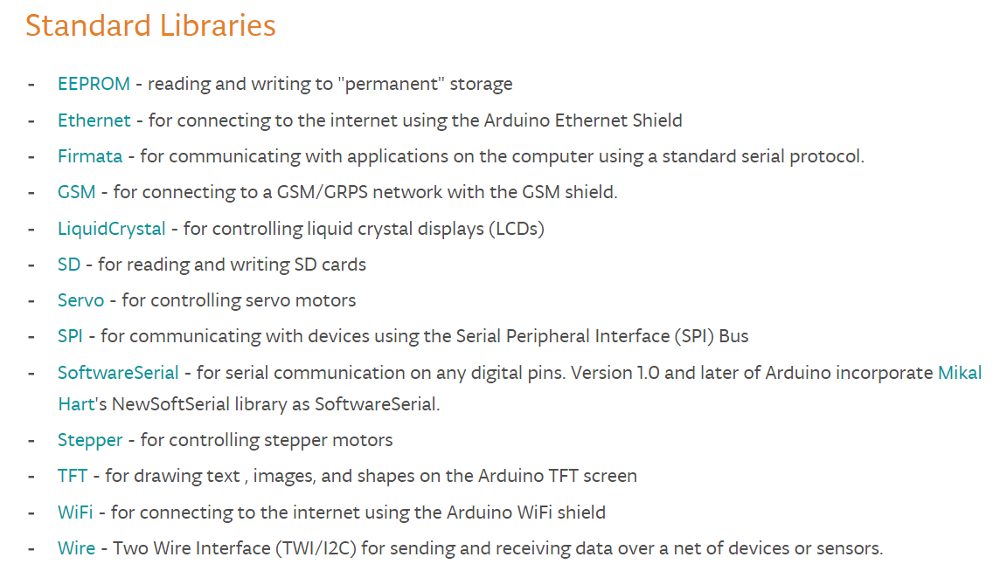 Standard Libraries
- EEPROM - reading and writing to "permanent" storage
- Ethernet - for connecting to the internet using the Arduino Ethernet Shield
- Firmata - for communicating with applications on the computer using a standard serial protocol.
- GSM - for connecting to a GSM/GRPS network with the GSM shield.
- LiquidCrystal - for controlling liquid crystal displays (LCDs)
- SD - for reading and writing SD cards
- Servo - for controlling servo motors
- SPI - for communicating with devices using the Serial Peripheral Interface (SPI) Bus
- SoftwareSerial - for serial communication on any digital pins. Version 1.0 and later of Arduino incorporate Mikal
Hart's NewSoftSerial library as SoftwareSerial.
- Stepper - for controlling stepper motors
- TFT - for drawing text , images, and shapes on the Arduino TFT screen
- WiFi - for connecting to the internet using the Arduino WiFi shield
- Wire - Two Wire Interface (TWI/I2C) for sending and receiving data over a net of devices or sensors.